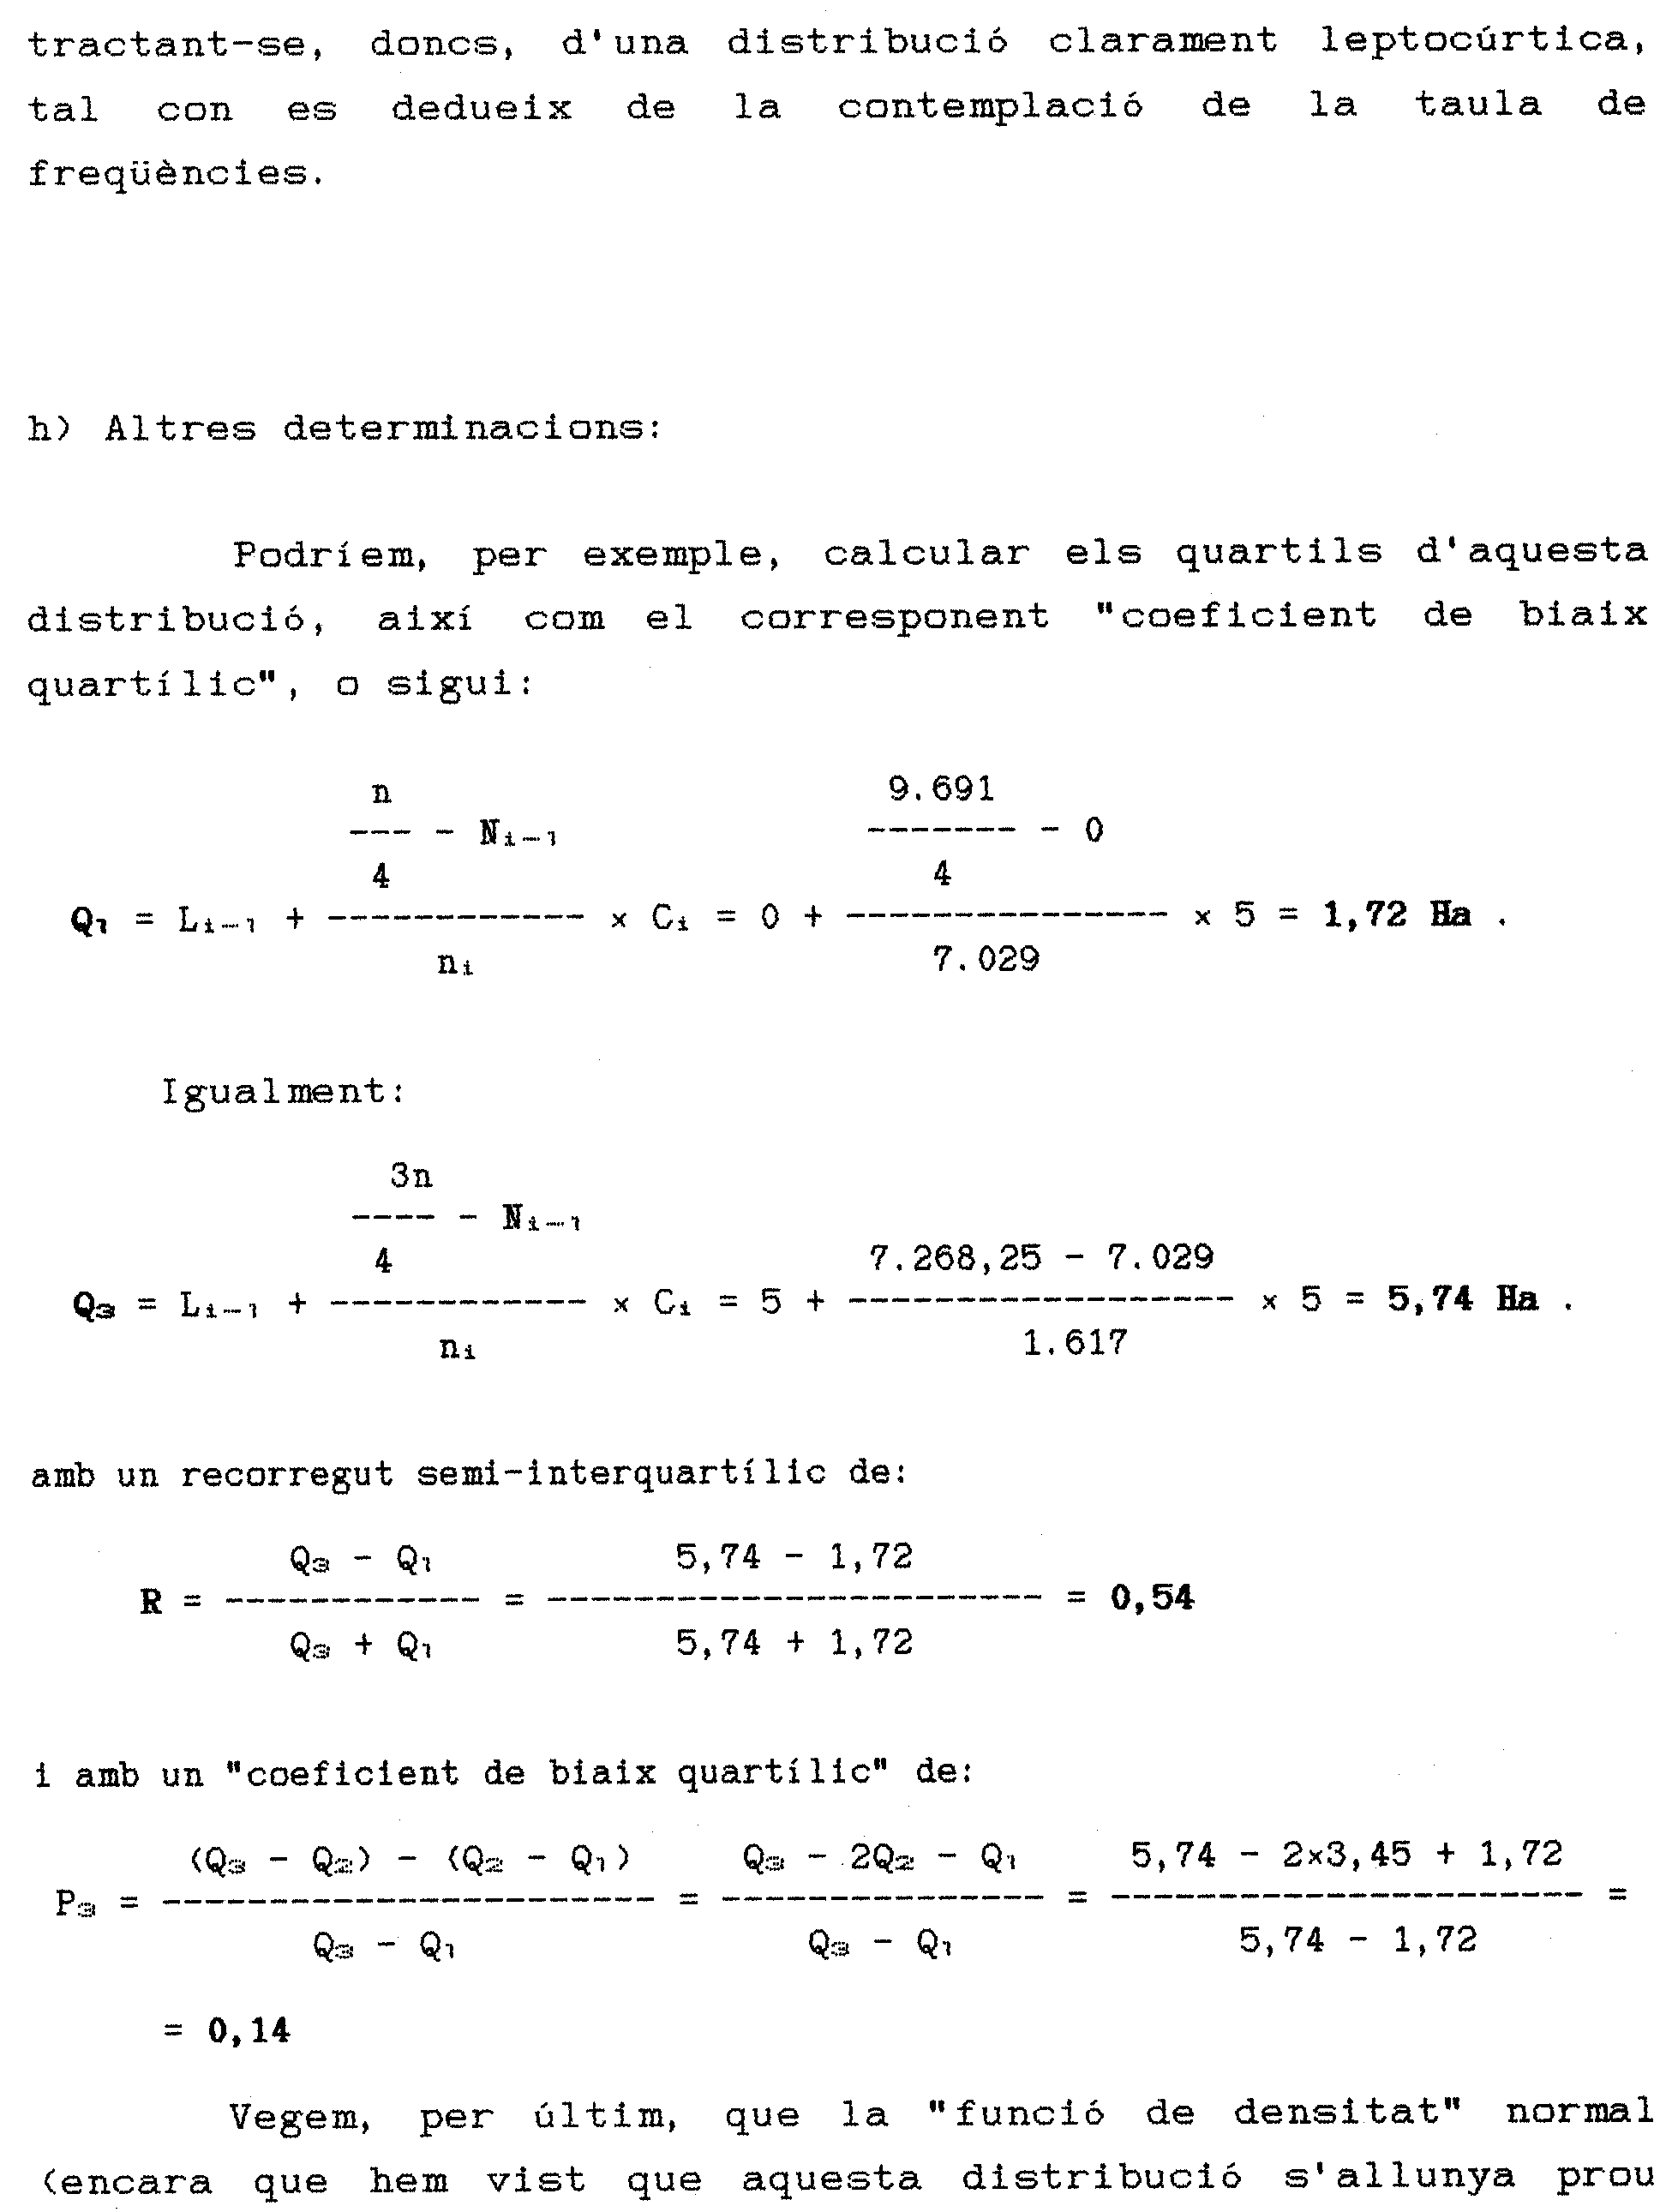 tractant-se, doncs, d'una distribució clarament leptocúrtica,
tal con es dedueix de la contemplació de la taula de
freqüències.
h) Altres determinacions:
Podríem, per exemple, calcular els quartils d'aquesta
distribució, així com el corresponent "coeficient de biaix
quartílic", o sigui:
n 9.691
--- - Nᵢ₋₁ ------- - 0
4 4
Q₁ = Lᵢ₋₁ + ------------ x Cᵢ = 0 + --------------- x 5 = 1,72 Ha .
nᵢ 7.029
Igualment:
3n
---- - Nᵢ₋₁
4 7.268,25 - 7.029
Q₃ = Lᵢ₋₁ + ------------ x Cᵢ = 5 + ------------------ x 5 = 5,74 Ha .
nᵢ 1.617
amb un recorregut semi-interquartílic de:
Q₃ - Q₁ 5,74 - 1,72
R = ------------ = ----------------------- = 0,54
Q₃ + Q₁ 5,74 + 1,72
i amb un "coeficient de biaix quartílic" de:
(Q₃ - Q₂) - (Q₂ - Q₁) Q₃ - 2Q₂ - Q₁ 5,74 - 2x3,45 + 1,72
P₃ = ----------------------- = --------------- = ---------------------- =
Q₃ - Q₁ Q₃ - Q₁ 5,74 - 1,72
= 0,14
Vegem, per últim, que la "funció de densitat" normal
(encara que hem vist que aquesta distribució s'allunya prou